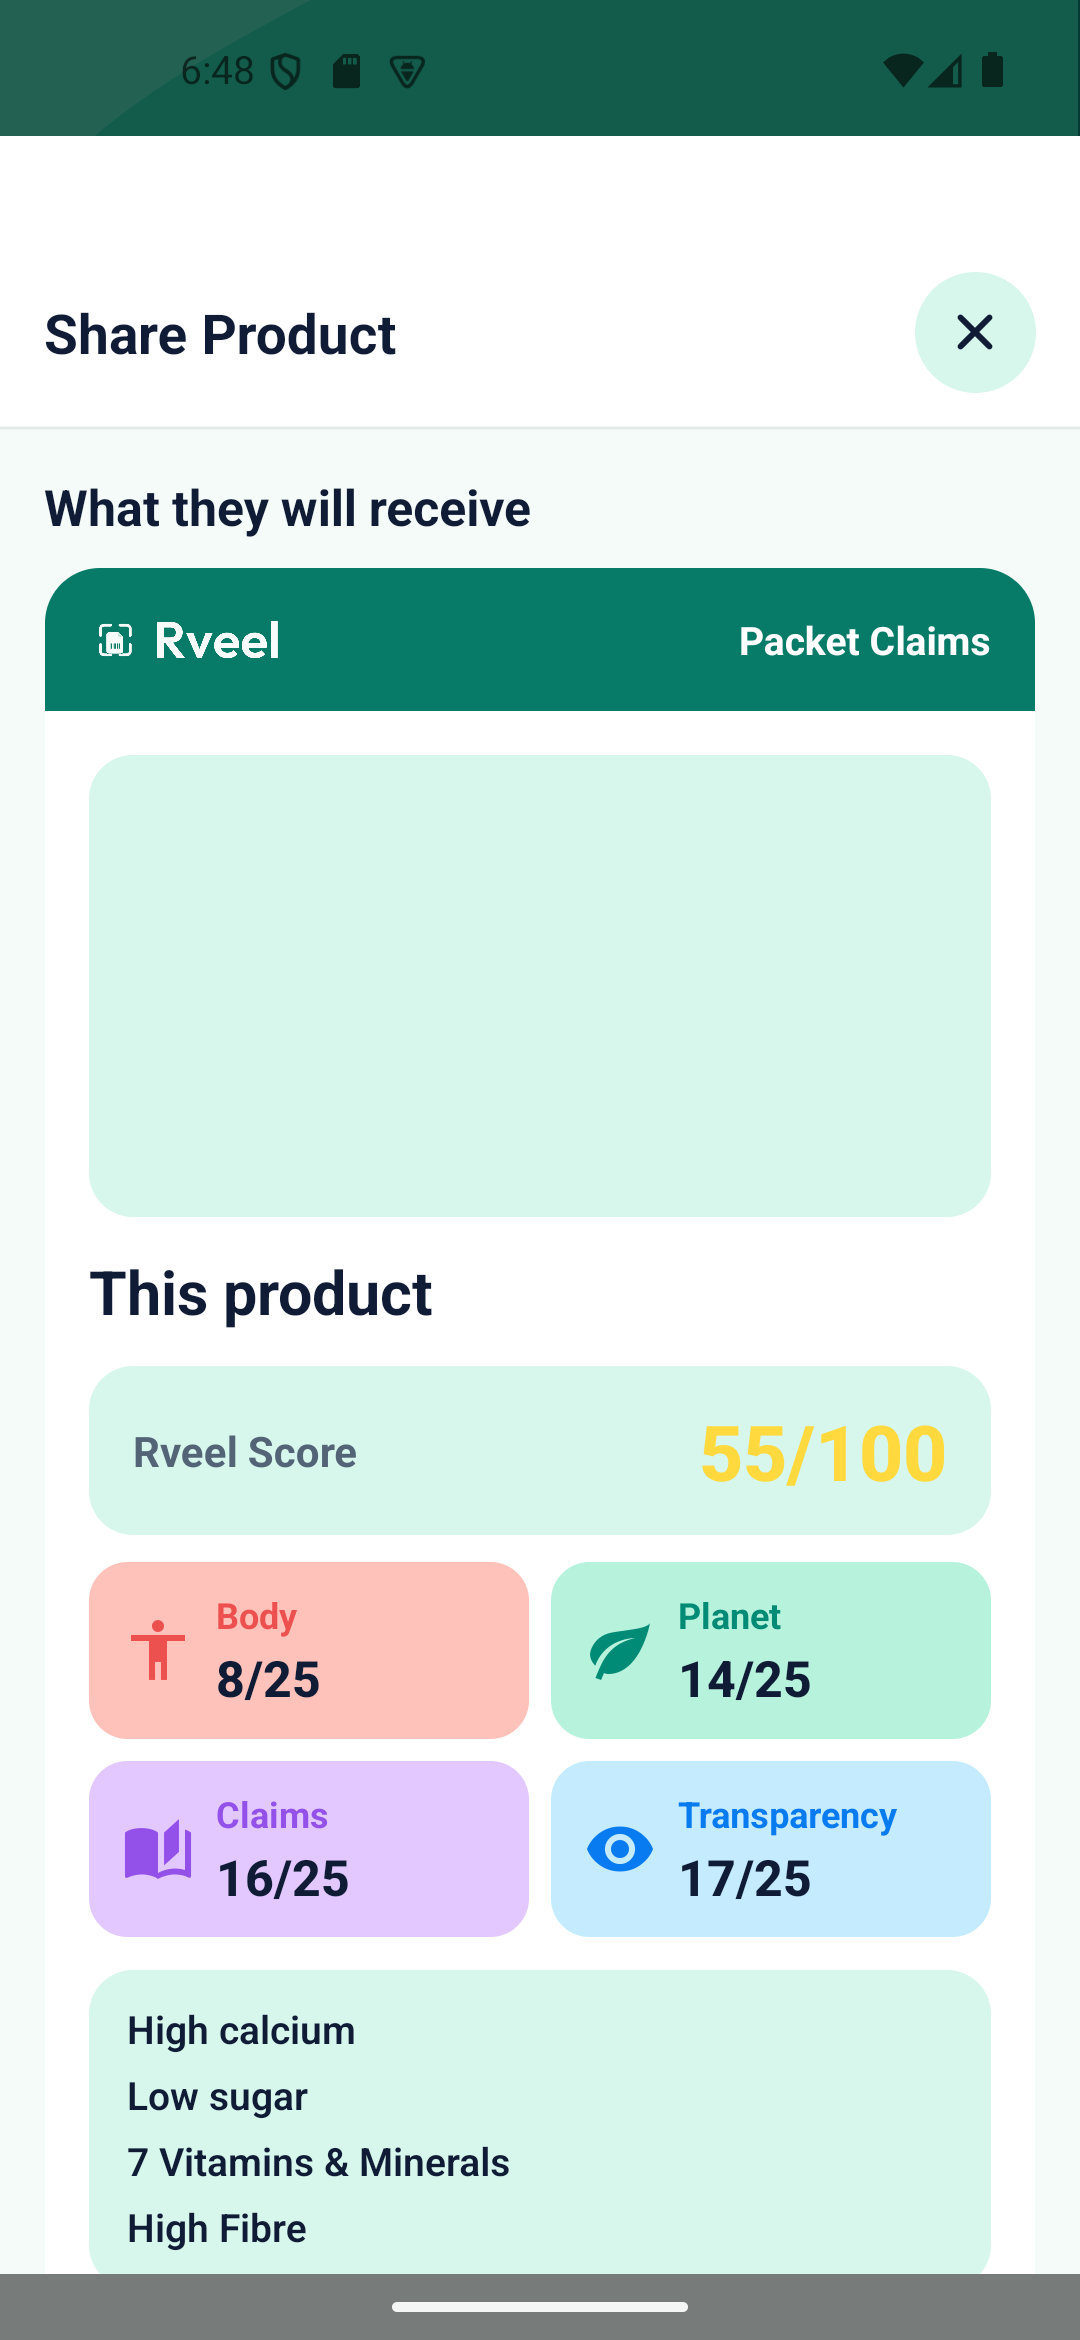 6:48
Share Product
What they will receive
Rveel
Packet Claims
This product
Rveel Score
55/100
Body
8/25
Planet
14/25
Claims
16/25
Transparency
17/25
High calcium
Low sugar
7 Vitamins & Minerals
High Fibre